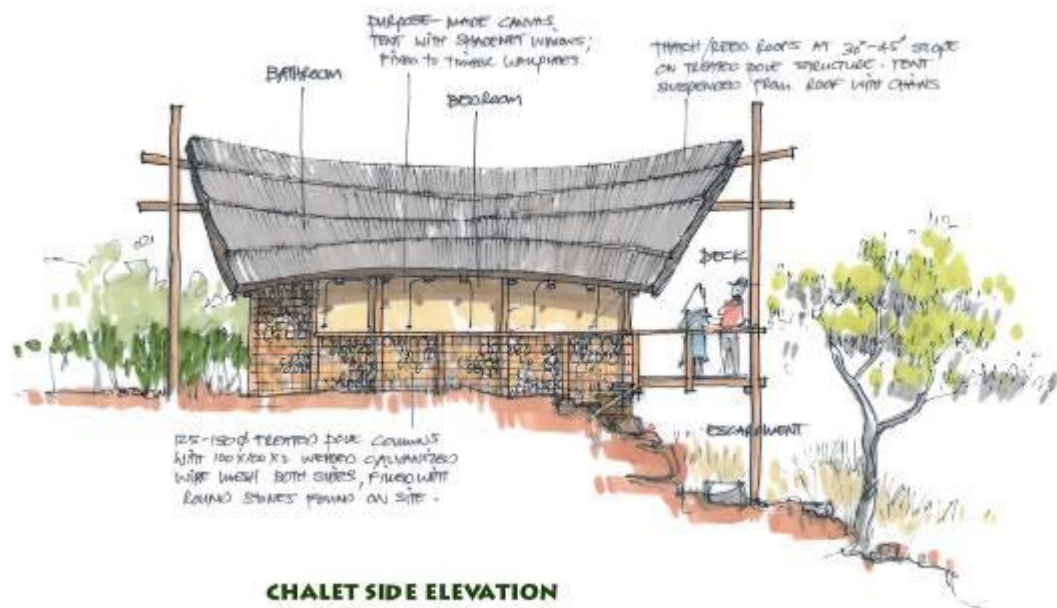 PURPOSE-MADE CANVAS
TENT WITH SHADENET WINDOWS;
FIXED TO TIMBER WALLPLATES
THATCH/REED ROOFS AT 30°-45° SLOPE
ON TREATED POLE STRUCTURE. TENT
SUSPENDED FROM ROOF WITH CHAINS
BATHROOM
BEDROOM
DECK
125-150ϕ TREATED POLE COLUMNS
WITH 100X100X2 WELDED GALVANIZED
WIRE MESH BOTH SIDES, FILLED WITH
ROUND STONES FOUND ON SITE.
ESCARPMENT
CHALET SIDE ELEVATION